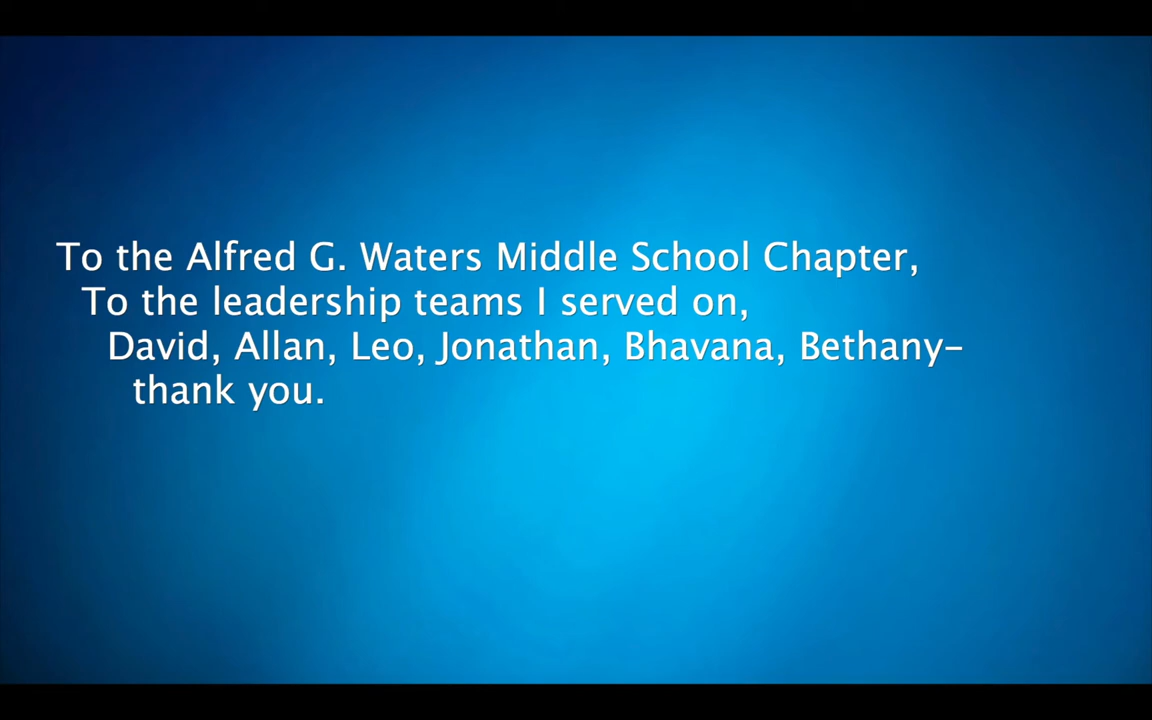 To the Alfred G. Waters Middle School Chapter,
To the leadership teams I served on,
David, Allan, Leo, Jonathan, Bhavana, Bethany-
thank you.